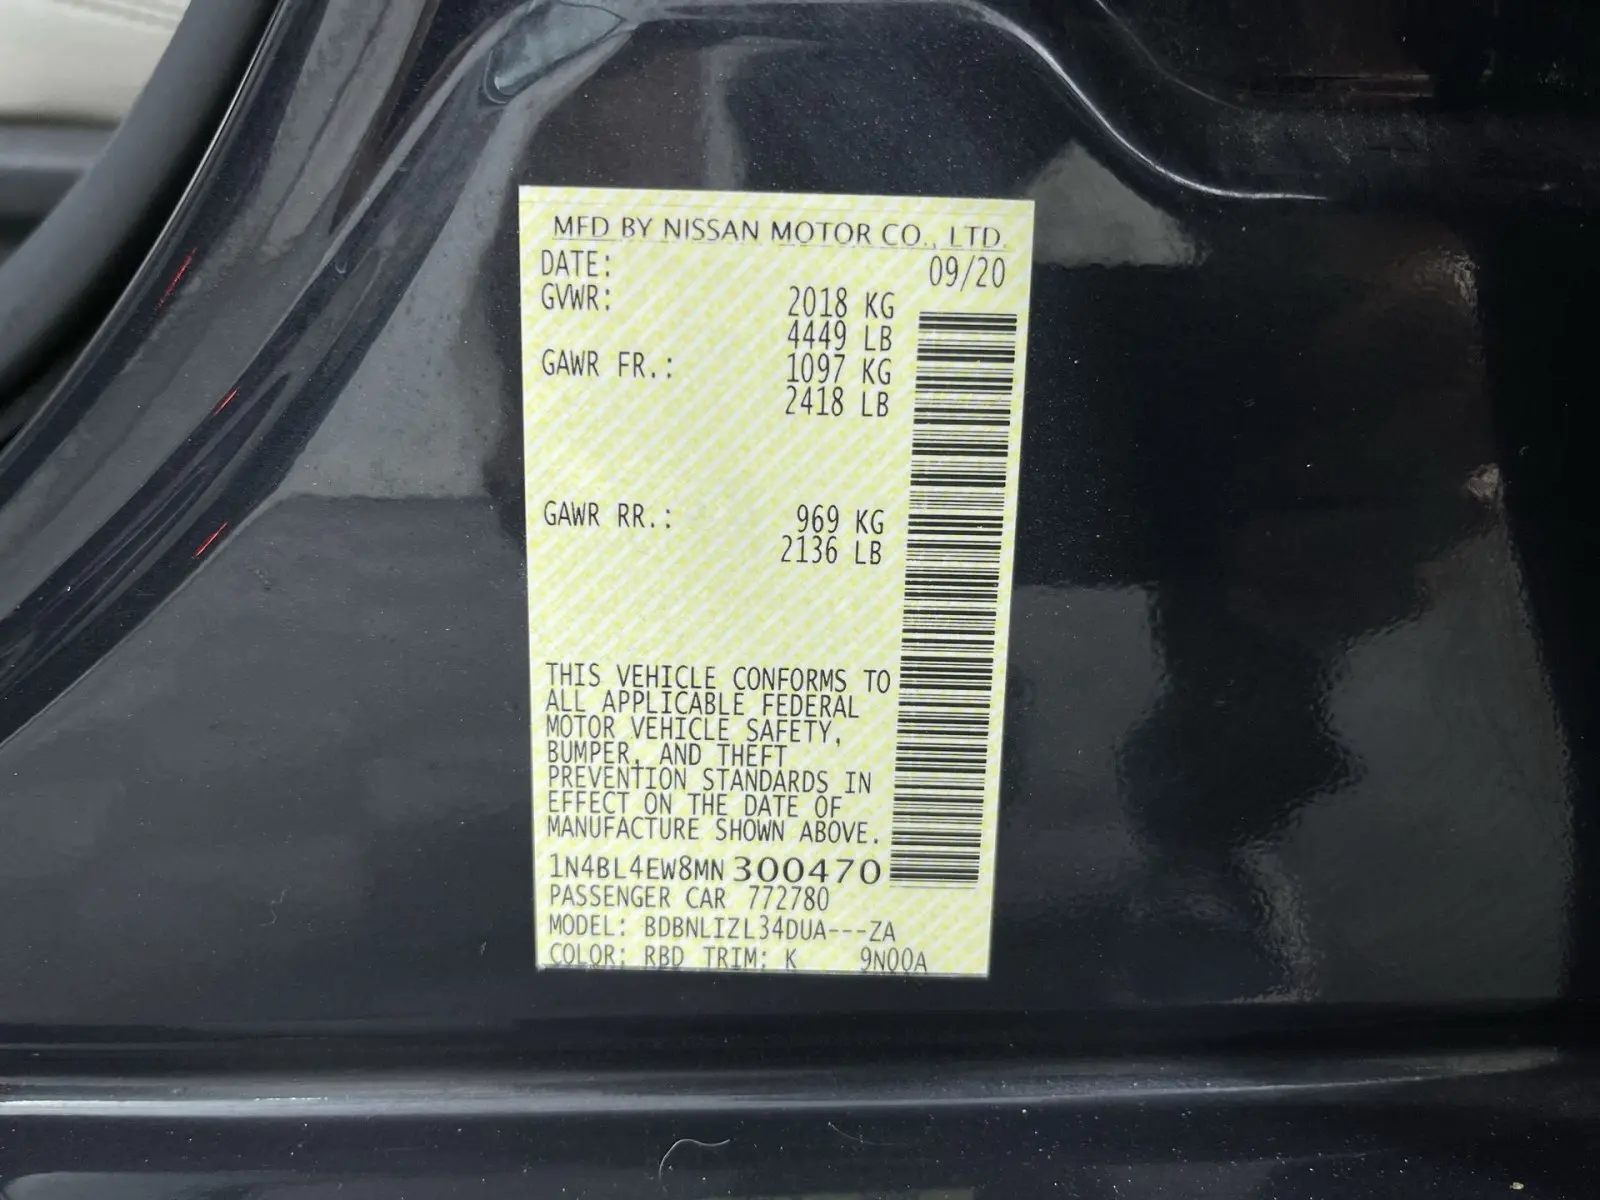 MFD BY NISSAN MOTOR CO., LTD.
DATE: 09/20
GVWR: 2018 KG
4449 LB
GAWR FR.: 1097 KG
2418 LB
GAWR RR.: 969 KG
2136 LB
THIS VEHICLE CONFORMS TO
ALL APPLICABLE FEDERAL
MOTOR VEHICLE SAFETY,
BUMPER, AND THEFT
PREVENTION STANDARDS IN
EFFECT ON THE DATE OF
MANUFACTURE SHOWN ABOVE.
1N4BL4EW8MN300470
PASSENGER CAR 772780
MODEL: BDBNLIZL34DUA---ZA
COLOR: RBD TRIM: K 9N00A